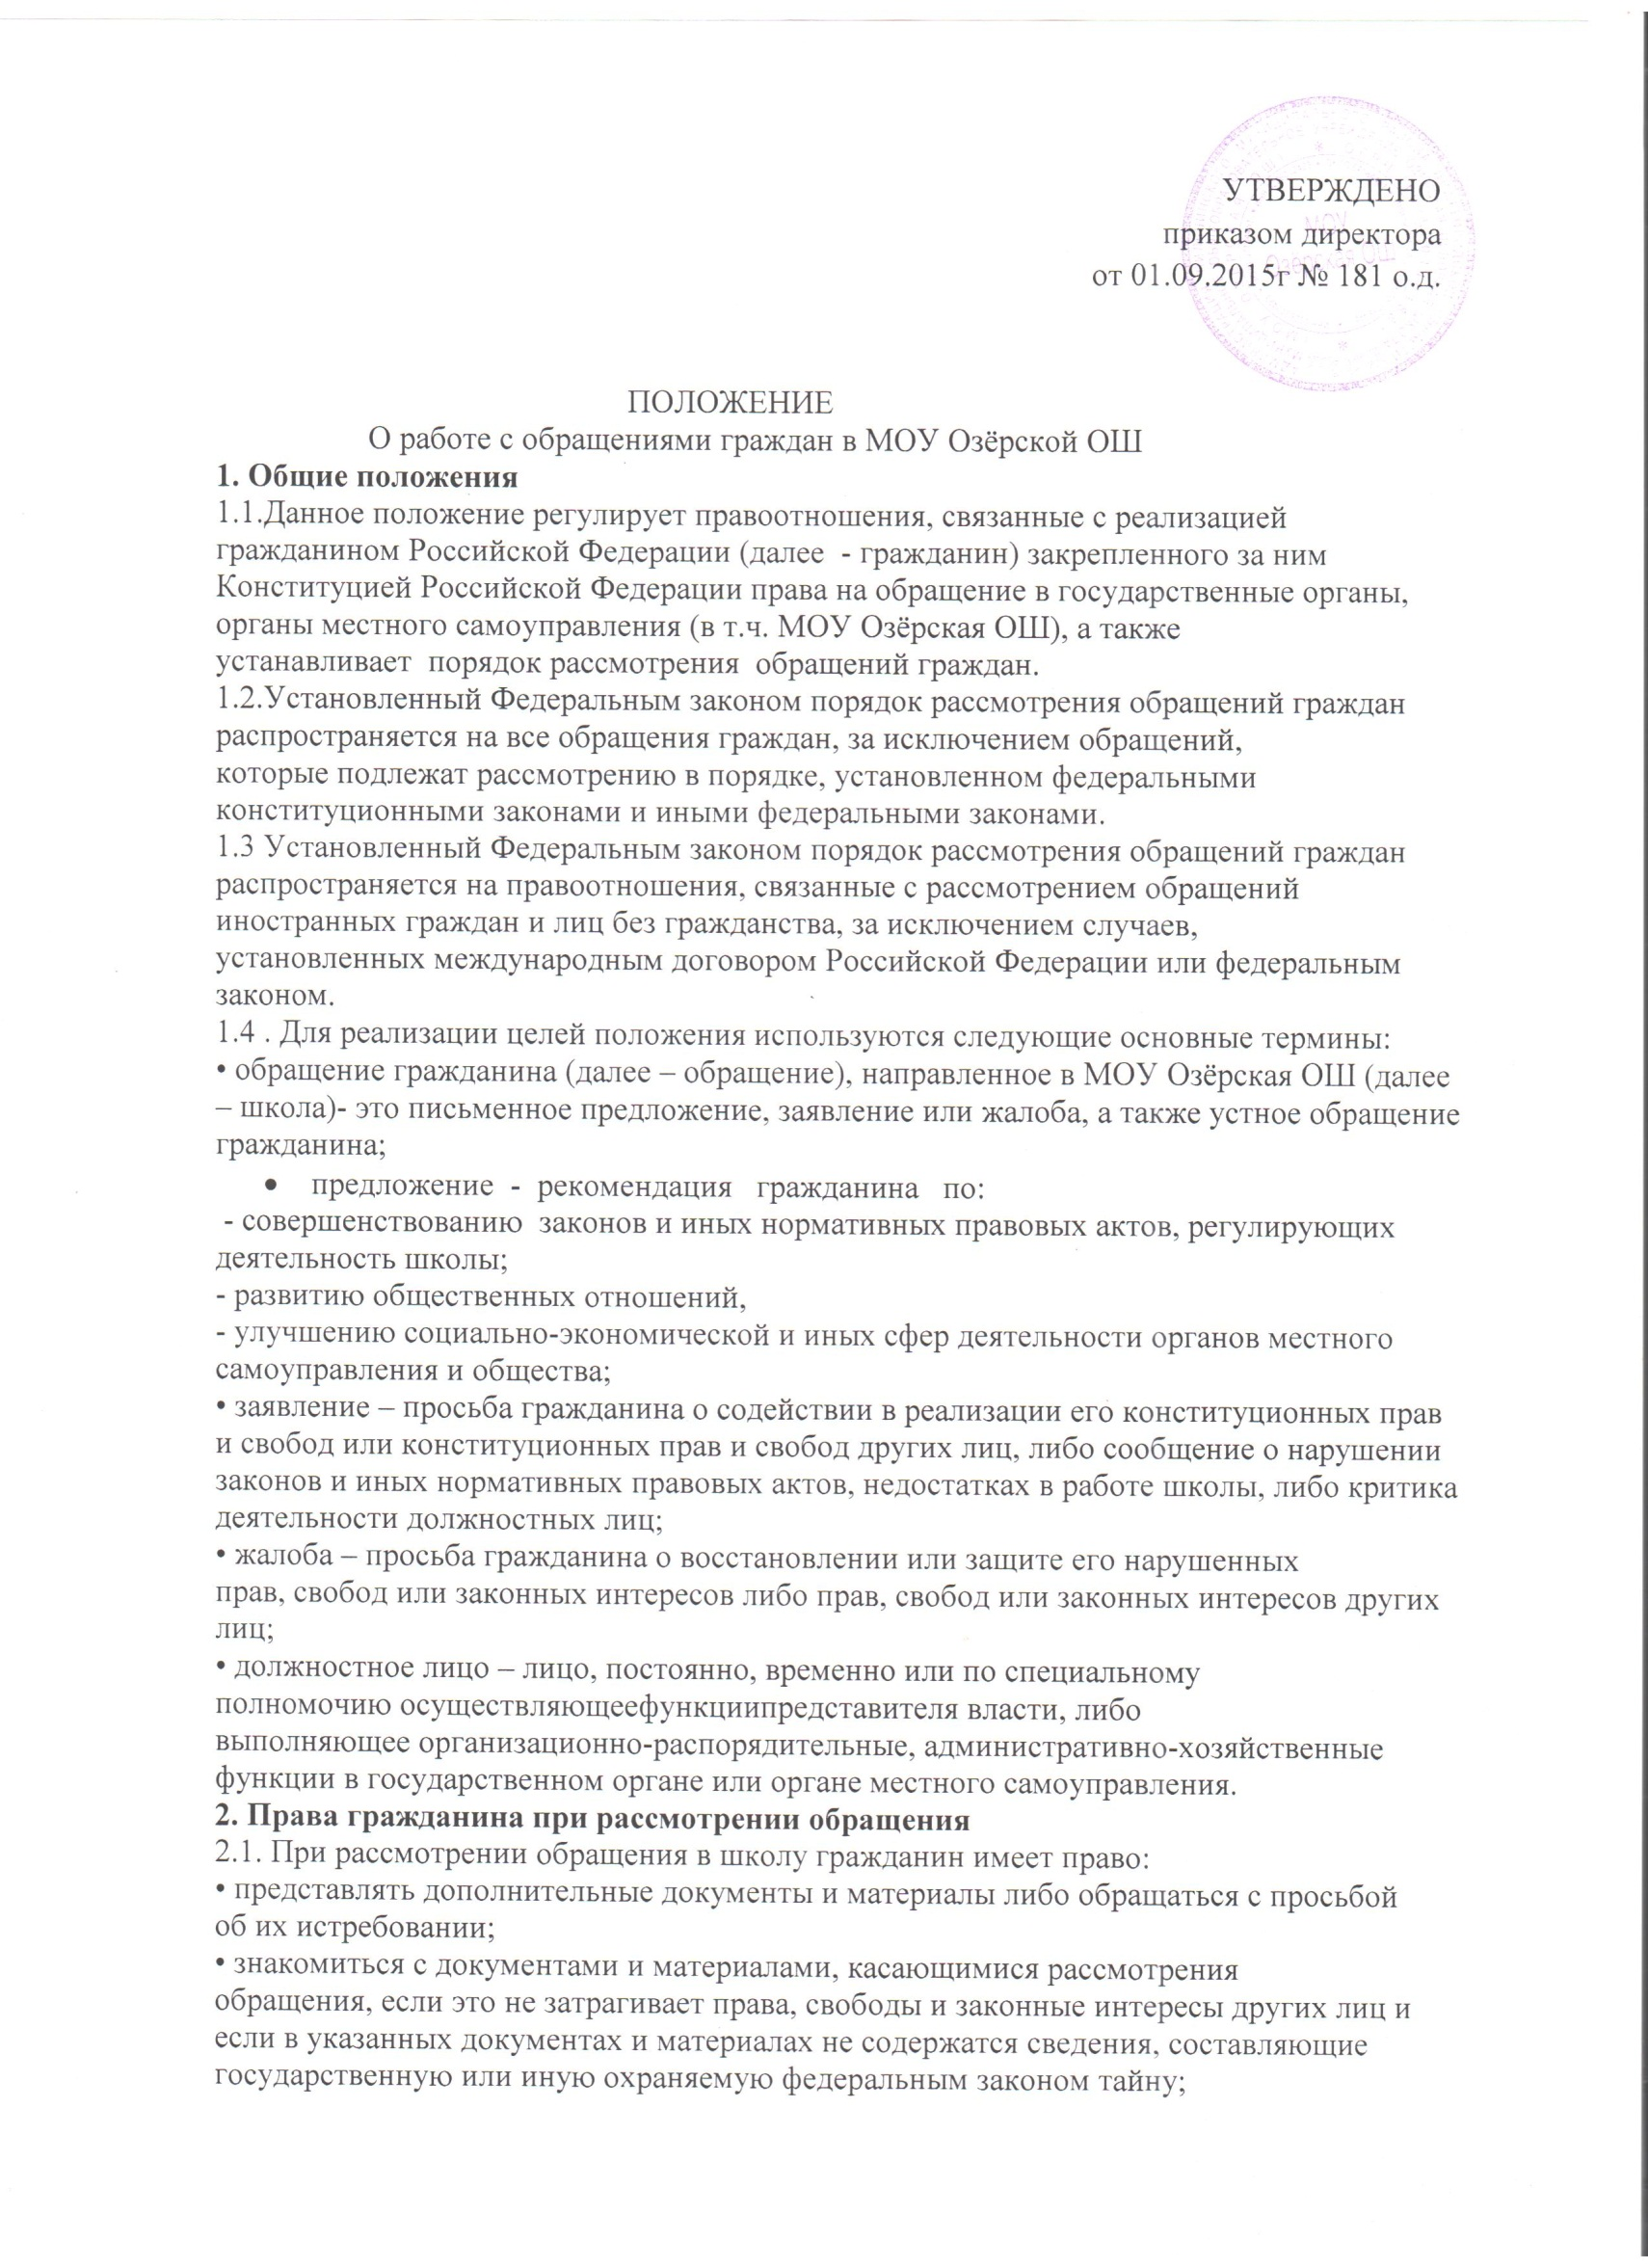 УТВЕРЖДЕНО
приказом директора
от 01.09.2015г № 181 о.д.
МОУ
ПОЛОЖЕНИЕ
О работе с обращениями граждан в МОУ Озёрской ОШ
1. Общие положения
1.1.Данное положение регулирует правоотношения, связанные с реализацией
гражданином Российской Федерации (далее - гражданин) закрепленного за ним
Конституцией Российской Федерации права на обращение в государственные органы,
органы местного самоуправления (в т.ч. МОУ Озёрская ОШ), а также
устанавливает порядок рассмотрения обращений граждан.
1.2.Установленный Федеральным законом порядок рассмотрения обращений граждан
распространяется на все обращения граждан, за исключением обращений,
которые подлежат рассмотрению в порядке, установленном федеральными
конституционными законами и иными федеральными законами.
1.3 Установленный Федеральным законом порядок рассмотрения обращений граждан
распространяется на правоотношения, связанные с рассмотрением обращений
иностранных граждан и лиц без гражданства, за исключением случаев,
установленных международным договором Российской Федерации или федеральным
законом.
1.4 . Для реализации целей положения используются следующие основные термины:
• обращение гражданина (далее – обращение), направленное в МОУ Озёрская ОШ (далее
– школа)- это письменное предложение, заявление или жалоба, а также устное обращение
гражданина;
• предложение - рекомендация гражданина по:
- совершенствованию законов и иных нормативных правовых актов, регулирующих
деятельность школы;
- развитию общественных отношений,
- улучшению социально-экономической и иных сфер деятельности органов местного
самоуправления и общества;
• заявление – просьба гражданина о содействии в реализации его конституционных прав
и свобод или конституционных прав и свобод других лиц, либо сообщение о нарушении
законов и иных нормативных правовых актов, недостатках в работе школы, либо критика
деятельности должностных лиц;
• жалоба – просьба гражданина о восстановлении или защите его нарушенных
прав, свобод или законных интересов либо прав, свобод или законных интересов других
лиц;
• должностное лицо – лицо, постоянно, временно или по специальному
полномочию осуществляющеефункциипредставителя власти, либо
выполняющее организационно-распорядительные, административно-хозяйственные
функции в государственном органе или органе местного самоуправления.
2. Права гражданина при рассмотрении обращения
2.1. При рассмотрении обращения в школу гражданин имеет право:
• представлять дополнительные документы и материалы либо обращаться с просьбой
об их истребовании;
• знакомиться с документами и материалами, касающимися рассмотрения
обращения, если это не затрагивает права, свободы и законные интересы других лиц и
если в указанных документах и материалах не содержатся сведения, составляющие
государственную или иную охраняемую федеральным законом тайну;